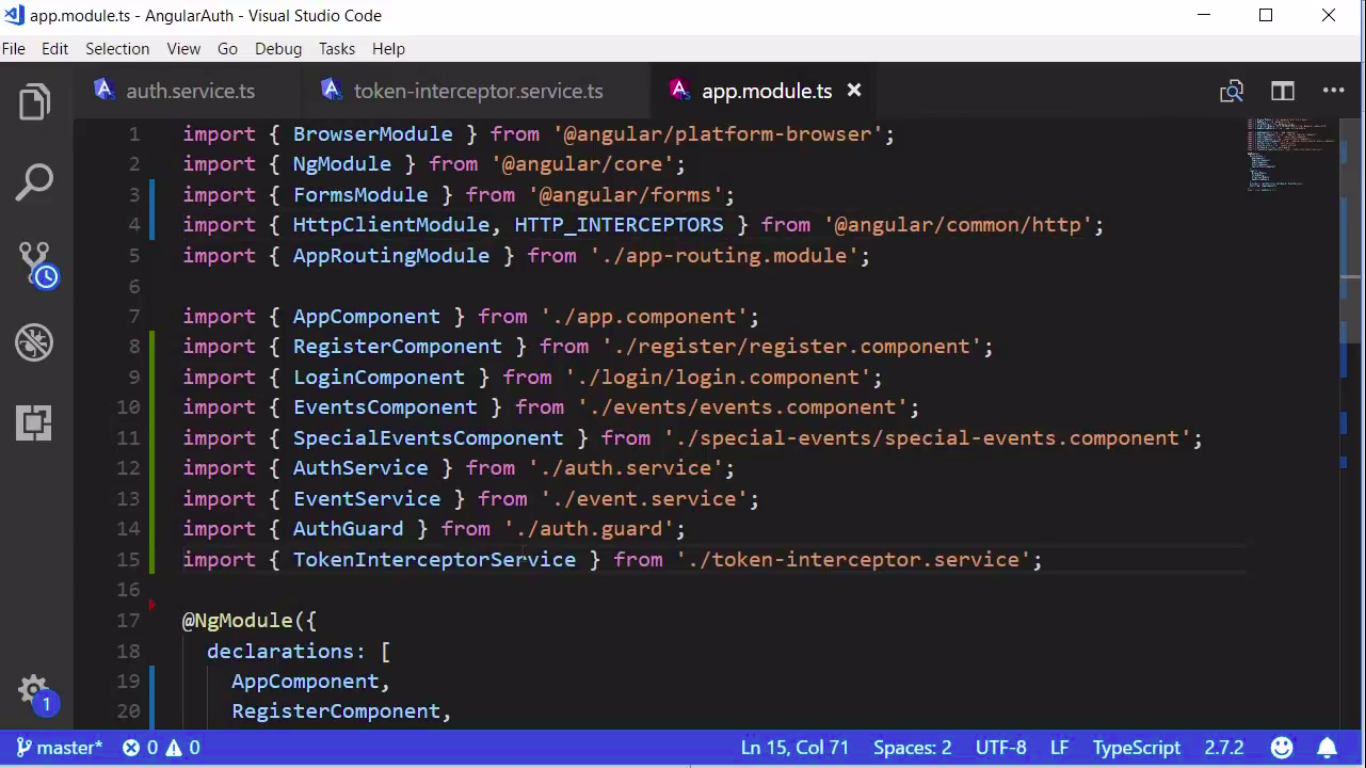 app.module.ts - AngularAuth - Visual Studio Code
File Edit Selection View Go Debug Tasks Help
auth.service.ts token-interceptor.service.ts app.module.ts
1 import { BrowserModule } from '@angular/platform-browser';
2 import { NgModule } from '@angular/core';
3 import { FormsModule } from '@angular/forms';
4 import { HttpClientModule, HTTP_INTERCEPTORS } from '@angular/common/http';
5 import { AppRoutingModule } from './app-routing.module';
6
7 import { AppComponent } from './app.component';
8 import { RegisterComponent } from './register/register.component';
9 import { LoginComponent } from './login/login.component';
10 import { EventsComponent } from './events/events.component';
11 import { SpecialEventsComponent } from './special-events/special-events.component';
12 import { AuthService } from './auth.service';
13 import { EventService } from './event.service';
14 import { AuthGuard } from './auth.guard';
15 import { TokenInterceptorService } from './token-interceptor.service';
16
17 @NgModule({
18 declarations: [
19 AppComponent,
20 RegisterComponent,
1
master* 0 0 Ln 15, Col 71 Spaces: 2 UTF-8 LF TypeScript 2.7.2